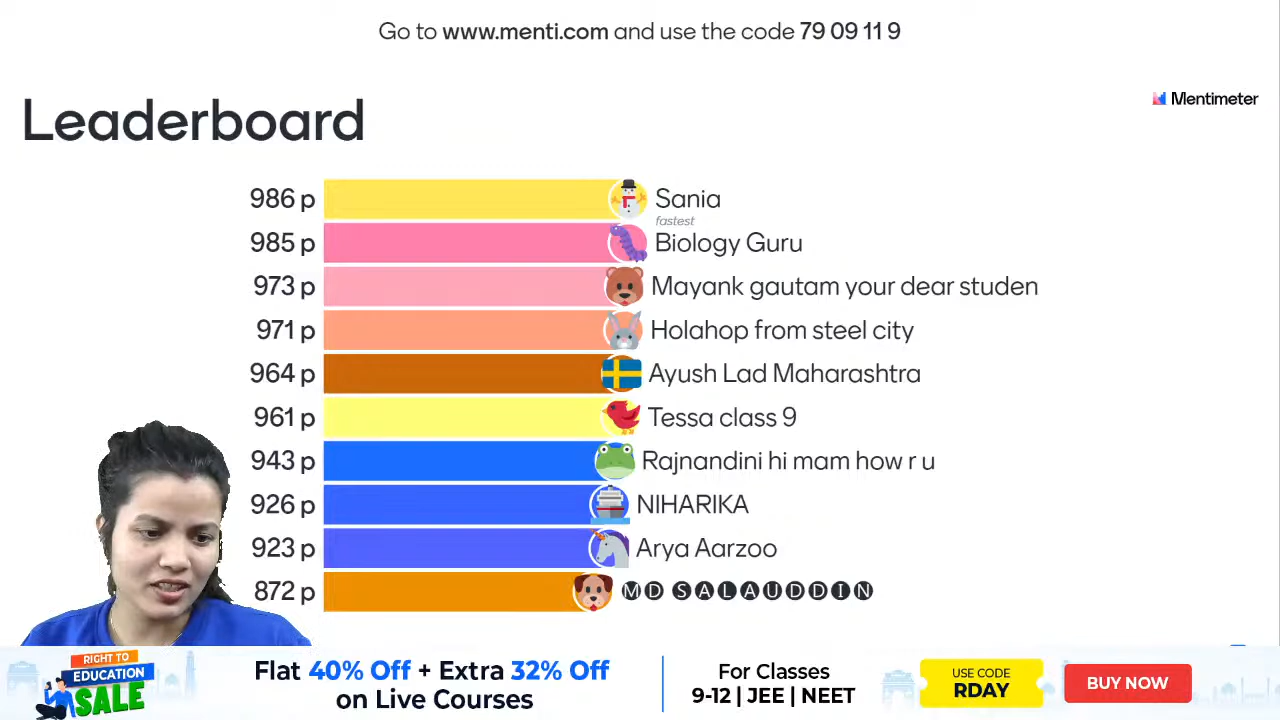 Go to www.menti.com and use the code 79 09 11 9
Leaderboard
Mentimeter
986 p Sania
fastest
985 p Biology Guru
973 p Mayank gautam your dear studen
971 p Holahop from steel city
964 p Ayush Lad Maharashtra
961 p Tessa class 9
943 p Rajnandini hi mam how r u
926 p NIHARIKA
923 p Arya Aarzoo
872 p 🅜🅓 🅢🅐🅛🅐🅤🅓🅓🅘🅝
RIGHT TO
EDUCATION
SALE
Flat 40% Off + Extra 32% Off
on Live Courses
For Classes
9-12 | JEE | NEET
USE CODE
RDAY
BUY NOW